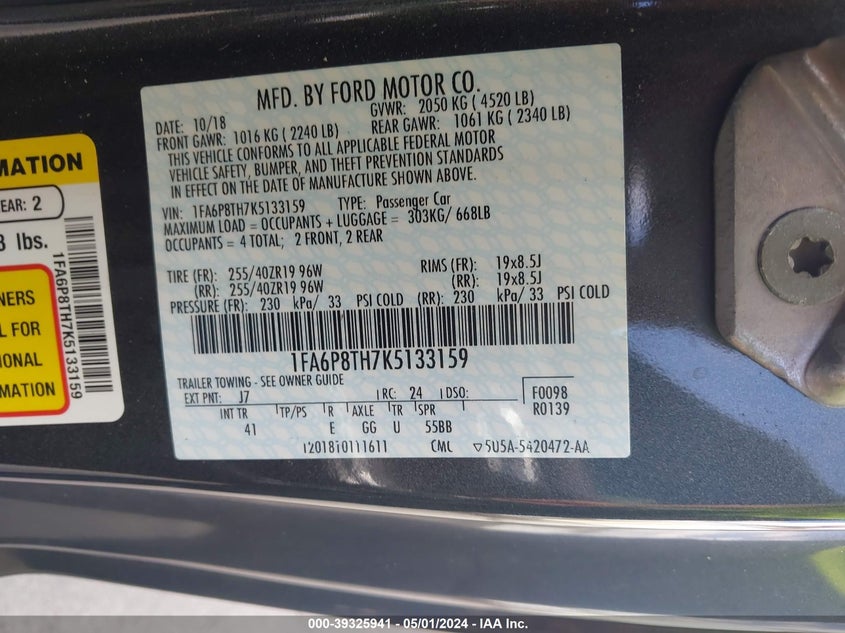 MATION
EAR: 2
lbs.
NERS
L FOR
IONAL
RMATION
1FA6P8TH7K5133159
MFD. BY FORD MOTOR CO.
DATE: 10/18 GVWR: 2050 KG ( 4520 LB)
FRONT GAWR: 1016 KG ( 2240 LB) REAR GAWR: 1061 KG ( 2340 LB)
THIS VEHICLE CONFORMS TO ALL APPLICABLE FEDERAL MOTOR
VEHICLE SAFETY, BUMPER, AND THEFT PREVENTION STANDARDS
IN EFFECT ON THE DATE OF MANUFACTURE SHOWN ABOVE.
VIN: 1FA6P8TH7K5133159 TYPE: Passenger Car
MAXIMUM LOAD = OCCUPANTS + LUGGAGE = 303KG/ 668LB
OCCUPANTS = 4 TOTAL; 2 FRONT, 2 REAR
TIRE (FR): 255/40ZR19 96W RIMS (FR): 19x8.5J
(RR): 255/40ZR19 96W (RR): 19x8.5J
PRESSURE (FR): 230 kPa/ 33 PSI COLD (RR): 230 kPa/ 33 PSI COLD
1FA6P8TH7K5133159
TRAILER TOWING - SEE OWNER GUIDE
EXT PNT: J7 RC: 24 DSO: F0098
INT TR TP/PS R AXLE TR SPR R0139
41 E GG U 55BB
CML 5U5A-5420472-AA
000-39325941 - 05/01/2024 - IAA Inc.